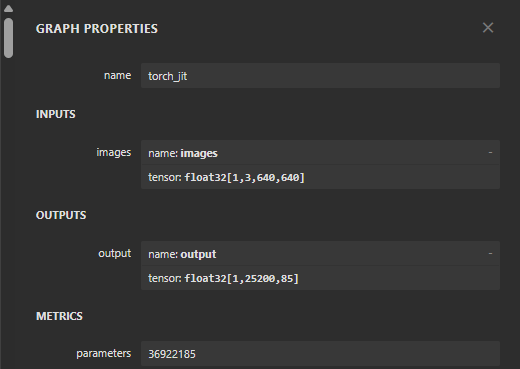 GRAPH PROPERTIES
name torch_jit
INPUTS
images name: images -
tensor: float32[1,3,640,640]
OUTPUTS
output name: output -
tensor: float32[1,25200,85]
METRICS
parameters 36922185